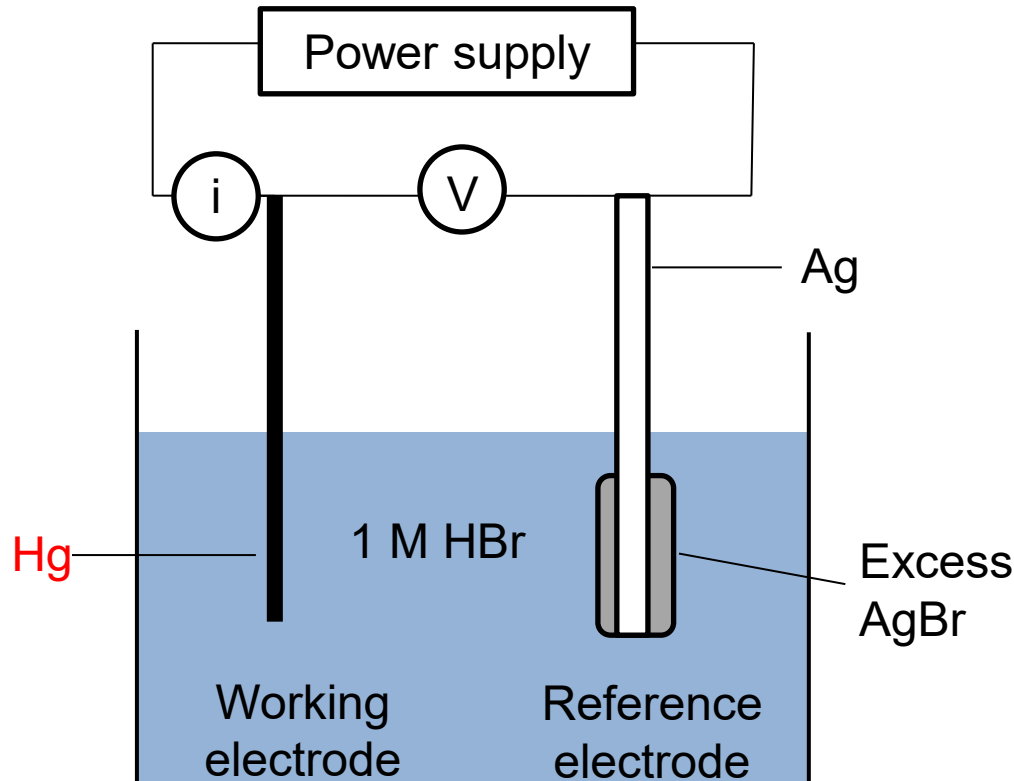 Power supply
i
V
Ag
Hg
1 M HBr
Excess
AgBr
Working
electrode
Reference
electrode